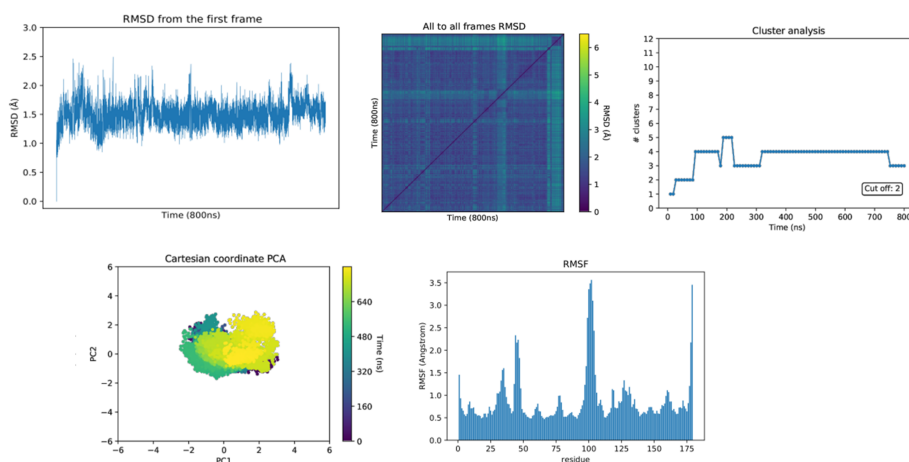 RMSD from the first frame
3.0
2.5
2.0
1.5
1.0
0.5
0.0
RMSD (Å)
Time (800ns)
All to all frames RMSD
Time (800ns)
Time (800ns)
6
5
4
3
2
1
0
RMSD (Å)
Cluster analysis
12
11
10
9
8
7
6
5
4
3
2
1
0
# clusters
Cut off: 2
0 100 200 300 400 500 600 700 800
Time (ns)
Cartesian coordinate PCA
6
4
2
0
−2
−4
−6
PC2
−6 −4 −2 0 2 4 6
PC1
640
480
320
160
0
Time (ns)
RMSF
3.5
3.0
2.5
2.0
1.5
1.0
0.5
0.0
RMSF (Angstrom)
0 25 50 75 100 125 150 175
residue